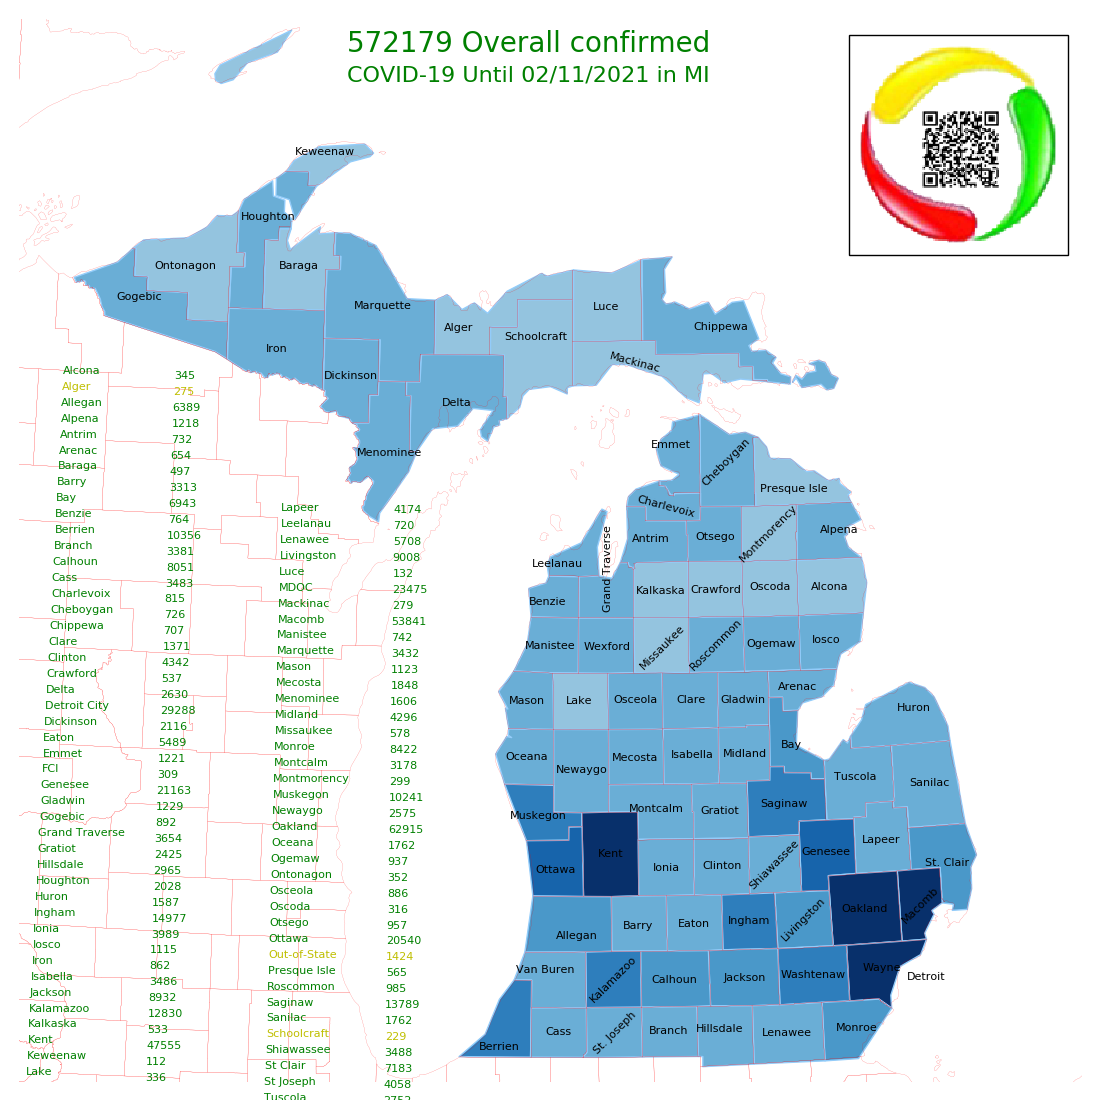 572179 Overall confirmed
COVID-19 Until 02/11/2021 in MI
Keweenaw
Houghton
Ontonagon
Baraga
Gogebic
Marquette
Luce
Alger
Chippewa
Schoolcraft
Iron
Mackinac
Dickinson
Delta
Menominee
Emmet
Cheboygan
Presque Isle
Charlevoix
Antrim
Otsego
Montmorency
Alpena
Leelanau
Grand Traverse
Benzie
Kalkaska
Crawford
Oscoda
Alcona
Manistee
Wexford
Missaukee
Roscommon
Ogemaw
Iosco
Mason
Lake
Osceola
Clare
Gladwin
Arenac
Huron
Oceana
Newaygo
Mecosta
Isabella
Midland
Bay
Tuscola
Sanilac
Muskegon
Montcalm
Gratiot
Saginaw
Ottawa
Kent
Ionia
Clinton
Shiawassee
Genesee
Lapeer
St. Clair
Allegan
Barry
Eaton
Ingham
Livingston
Oakland
Macomb
Van Buren
Kalamazoo
Calhoun
Jackson
Washtenaw
Wayne
Detroit
Berrien
Cass
St. Joseph
Branch
Hillsdale
Lenawee
Monroe
Alcona 345
Alger 275
Allegan 6389
Alpena 1218
Antrim 732
Arenac 654
Baraga 497
Barry 3313
Bay 6943
Benzie 764
Berrien 10356
Branch 3381
Calhoun 8051
Cass 3483
Charlevoix 815
Cheboygan 726
Chippewa 707
Clare 1371
Clinton 4342
Crawford 537
Delta 2630
Detroit City 29288
Dickinson 2116
Eaton 5489
Emmet 1221
FCI 309
Genesee 21163
Gladwin 1229
Gogebic 892
Grand Traverse 3654
Gratiot 2425
Hillsdale 2965
Houghton 2028
Huron 1587
Ingham 14977
Ionia 3989
Iosco 1115
Iron 862
Isabella 3486
Jackson 8932
Kalamazoo 12830
Kalkaska 533
Kent 47555
Keweenaw 112
Lake 336
Lapeer 4174
Leelanau 720
Lenawee 5708
Livingston 9008
Luce 132
MDOC 23475
Mackinac 279
Macomb 53841
Manistee 742
Marquette 3432
Mason 1123
Mecosta 1848
Menominee 1606
Midland 4296
Missaukee 578
Monroe 8422
Montcalm 3178
Montmorency 299
Muskegon 10241
Newaygo 2575
Oakland 62915
Oceana 1762
Ogemaw 937
Ontonagon 352
Osceola 886
Oscoda 316
Otsego 957
Ottawa 20540
Out-of-State 1424
Presque Isle 565
Roscommon 985
Saginaw 13789
Sanilac 1762
Schoolcraft 229
Shiawassee 3488
St Clair 7183
St Joseph 4058
Tuscola 2752